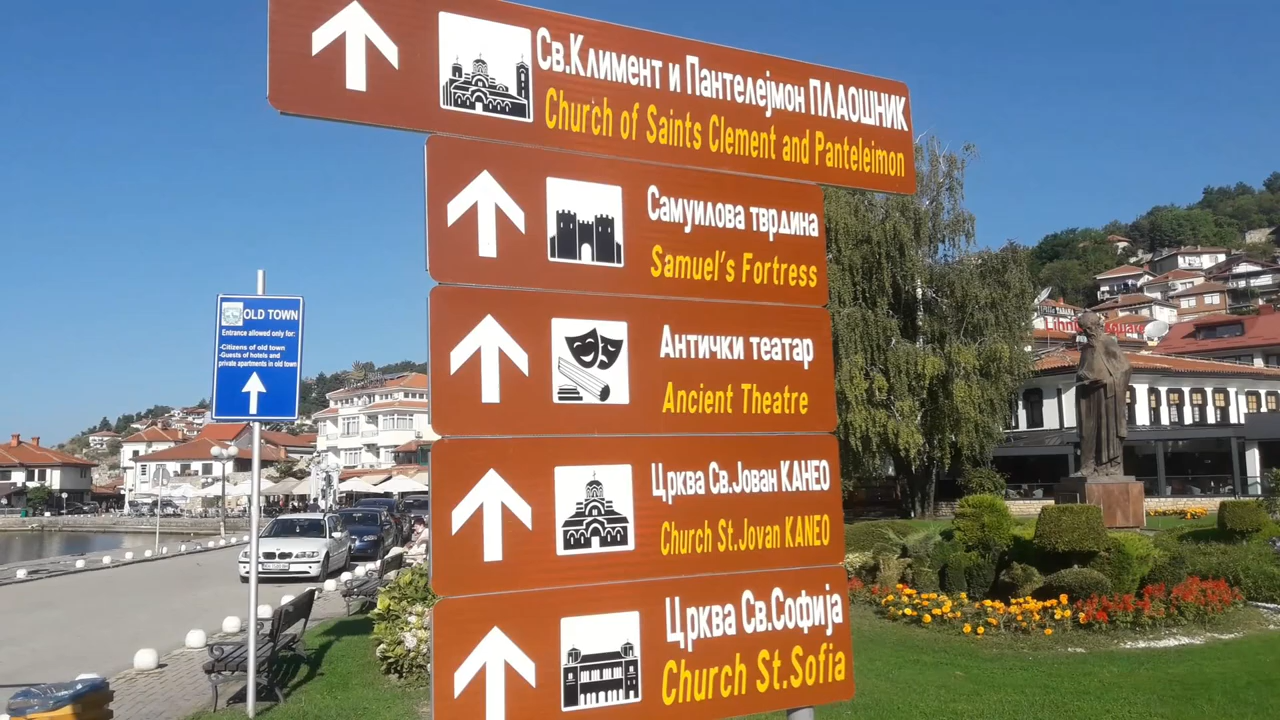 Св.Климент и Пантелејмон ПЛАОШНИК
Church of Saints Clement and Panteleimon
Самуилова тврдина
Samuel's Fortress
Антички театар
Ancient Theatre
Црква Св.Јован КАНЕО
Church St.Jovan KANEO
Црква Св.Софија
Church St.Sofia
OLD TOWN
Entrance allowed only for:
-Citizens of old town
-Guests of hotels and
private apartments in old town